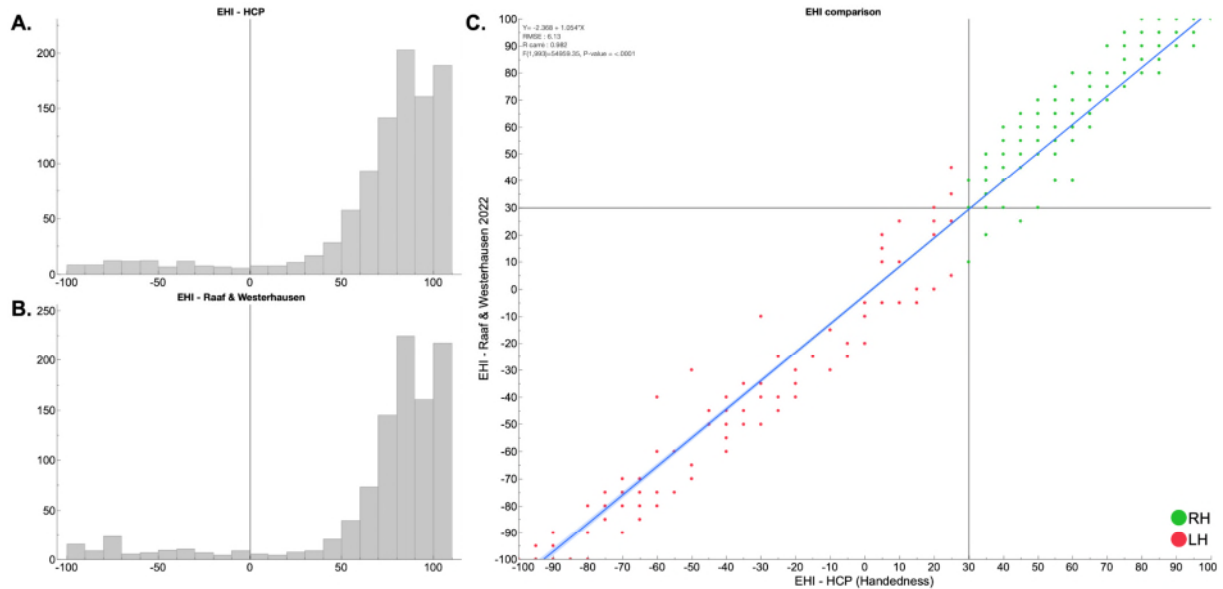 A.
EHI - HCP
200
150
100
50
0
-100 -50 0 50 100
B.
EHI - Raaf & Westerhausen
250
200
150
100
50
0
-100 -50 0 50 100
C.
EHI comparison
Y= -2.368 + 1.054*X
RMSE : 6.13
R carré : 0.982
F(1,993)=54959.35, P-value = <.0001
EHI - Raaf & Westerhausen 2022
100
90
80
70
60
50
40
30
20
10
0
-10
-20
-30
-40
-50
-60
-70
-80
-90
-100
-100 -90 -80 -70 -60 -50 -40 -30 -20 -10 0 10 20 30 40 50 60 70 80 90 100
EHI - HCP (Handedness)
RH
LH